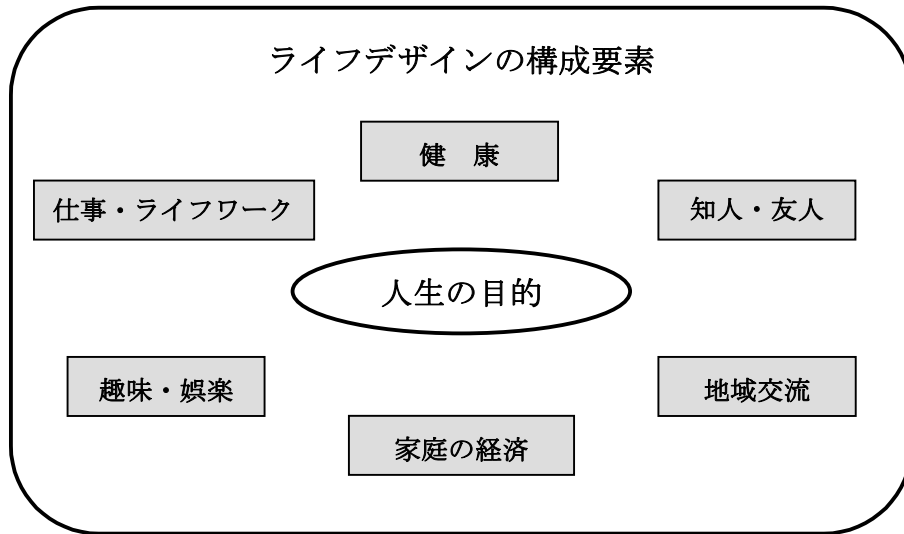 ライフデザインの構成要素
健　康
仕事・ライフワーク
知人・友人
人生の目的
趣味・娯楽
地域交流
家庭の経済